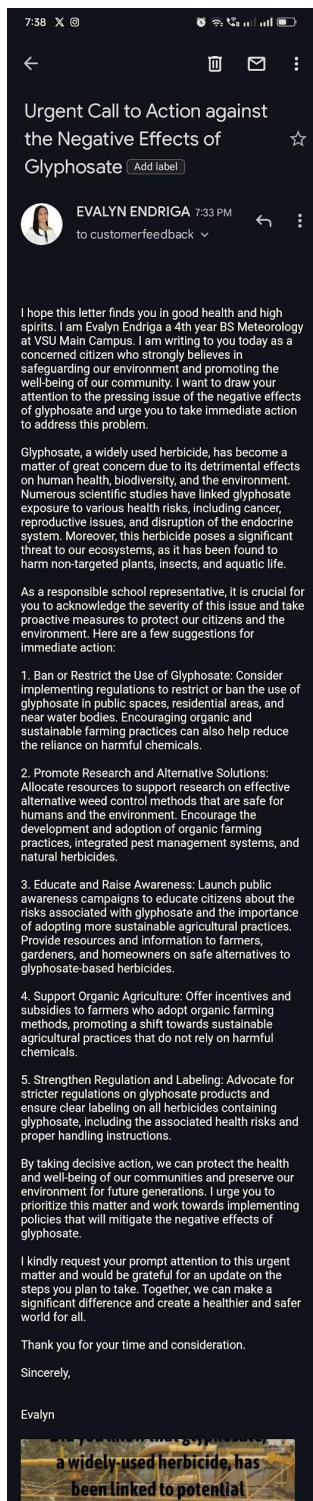 7:38
Urgent Call to Action against
the Negative Effects of
Glyphosate Add label
EVALYN ENDRIGA 7:33 PM
to customerfeedback
I hope this letter finds you in good health and high
spirits. I am Evalyn Endriga a 4th year BS Meteorology
at VSU Main Campus. I am writing to you today as a
concerned citizen who strongly believes in
safeguarding our environment and promoting the
well-being of our community. I want to draw your
attention to the pressing issue of the negative effects
of glyphosate and urge you to take immediate action
to address this problem.
Glyphosate, a widely used herbicide, has become a
matter of great concern due to its detrimental effects
on human health, biodiversity, and the environment.
Numerous scientific studies have linked glyphosate
exposure to various health risks, including cancer,
reproductive issues, and disruption of the endocrine
system. Moreover, this herbicide poses a significant
threat to our ecosystems, as it has been found to
harm non-targeted plants, insects, and aquatic life.
As a responsible school representative, it is crucial for
you to acknowledge the severity of this issue and take
proactive measures to protect our citizens and the
environment. Here are a few suggestions for
immediate action:
1. Ban or Restrict the Use of Glyphosate: Consider
implementing regulations to restrict or ban the use of
glyphosate in public spaces, residential areas, and
near water bodies. Encouraging organic and
sustainable farming practices can also help reduce
the reliance on harmful chemicals.
2. Promote Research and Alternative Solutions:
Allocate resources to support research on effective
alternative weed control methods that are safe for
humans and the environment. Encourage the
development and adoption of organic farming
practices, integrated pest management systems, and
natural herbicides.
3. Educate and Raise Awareness: Launch public
awareness campaigns to educate citizens about the
risks associated with glyphosate and the importance
of adopting more sustainable agricultural practices.
Provide resources and information to farmers,
gardeners, and homeowners on safe alternatives to
glyphosate-based herbicides.
4. Support Organic Agriculture: Offer incentives and
subsidies to farmers who adopt organic farming
methods, promoting a shift towards sustainable
agricultural practices that do not rely on harmful
chemicals.
5. Strengthen Regulation and Labeling: Advocate for
stricter regulations on glyphosate products and
ensure clear labeling on all herbicides containing
glyphosate, including the associated health risks and
proper handling instructions.
By taking decisive action, we can protect the health
and well-being of our communities and preserve our
environment for future generations. I urge you to
prioritize this matter and work towards implementing
policies that will mitigate the negative effects of
glyphosate.
I kindly request your prompt attention to this urgent
matter and would be grateful for an update on the
steps you plan to take. Together, we can make a
significant difference and create a healthier and safer
world for all.
Thank you for your time and consideration.
Sincerely,
Evalyn
a widely-used herbicide, has
been linked to potential